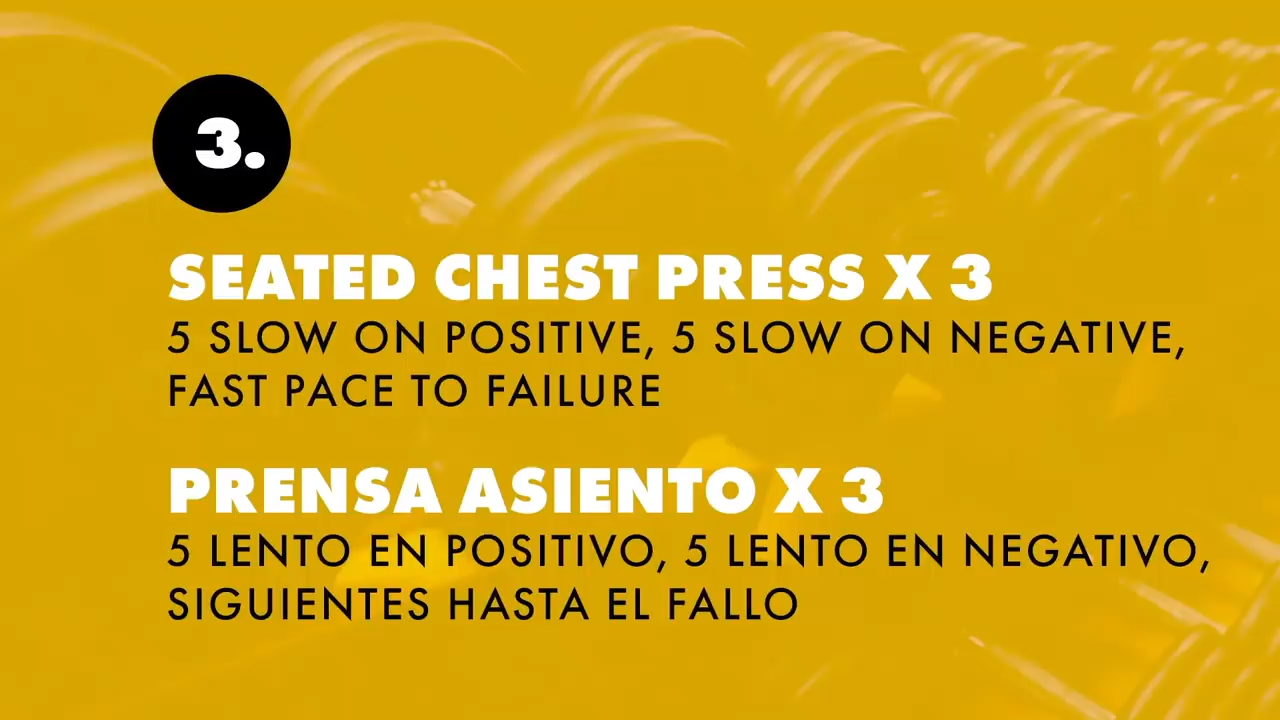 3.
SEATED CHEST PRESS X 3
5 SLOW ON POSITIVE, 5 SLOW ON NEGATIVE,
FAST PACE TO FAILURE
PRENSA ASIENTO X 3
5 LENTO EN POSITIVO, 5 LENTO EN NEGATIVO,
SIGUIENTES HASTA EL FALLO